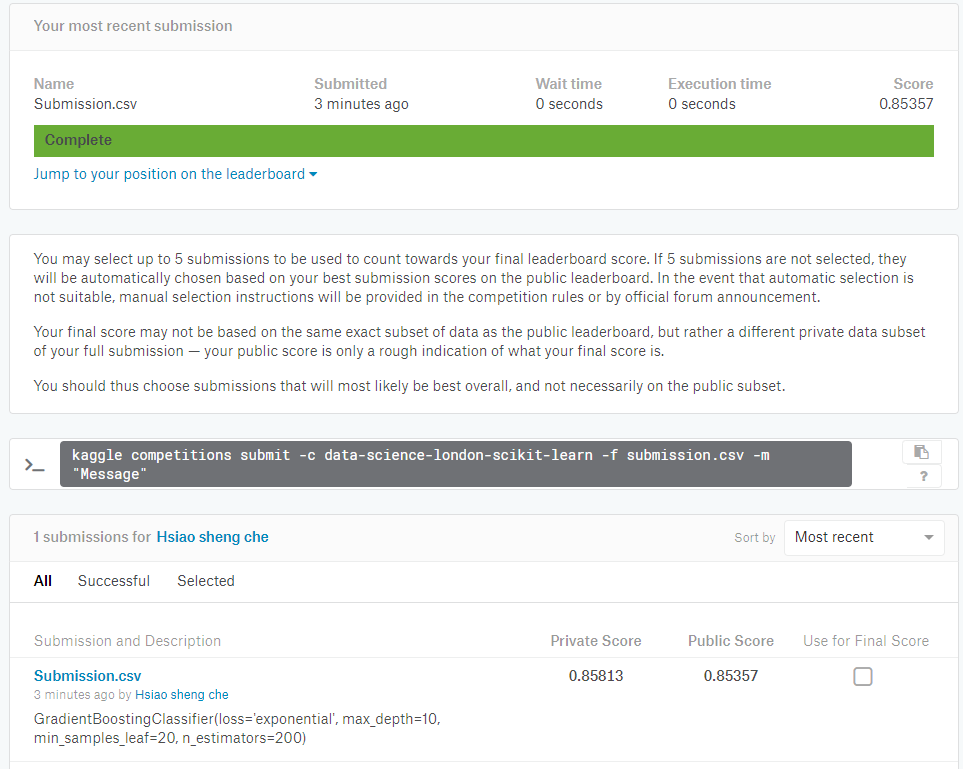 Your most recent submission
Name Submitted Wait time Execution time Score
Submission.csv 3 minutes ago 0 seconds 0 seconds 0.85357
Complete
Jump to your position on the leaderboard
You may select up to 5 submissions to be used to count towards your final leaderboard score. If 5 submissions are not selected, they
will be automatically chosen based on your best submission scores on the public leaderboard. In the event that automatic selection is
not suitable, manual selection instructions will be provided in the competition rules or by official forum announcement.
Your final score may not be based on the same exact subset of data as the public leaderboard, but rather a different private data subset
of your full submission — your public score is only a rough indication of what your final score is.
You should thus choose submissions that will most likely be best overall, and not necessarily on the public subset.
>_ kaggle competitions submit -c data-science-london-scikit-learn -f submission.csv -m
"Message"
?
1 submissions for Hsiao sheng che Sort by Most recent
All Successful Selected
Submission and Description Private Score Public Score Use for Final Score
Submission.csv 0.85813 0.85357
3 minutes ago by Hsiao sheng che
GradientBoostingClassifier(loss='exponential', max_depth=10,
min_samples_leaf=20, n_estimators=200)